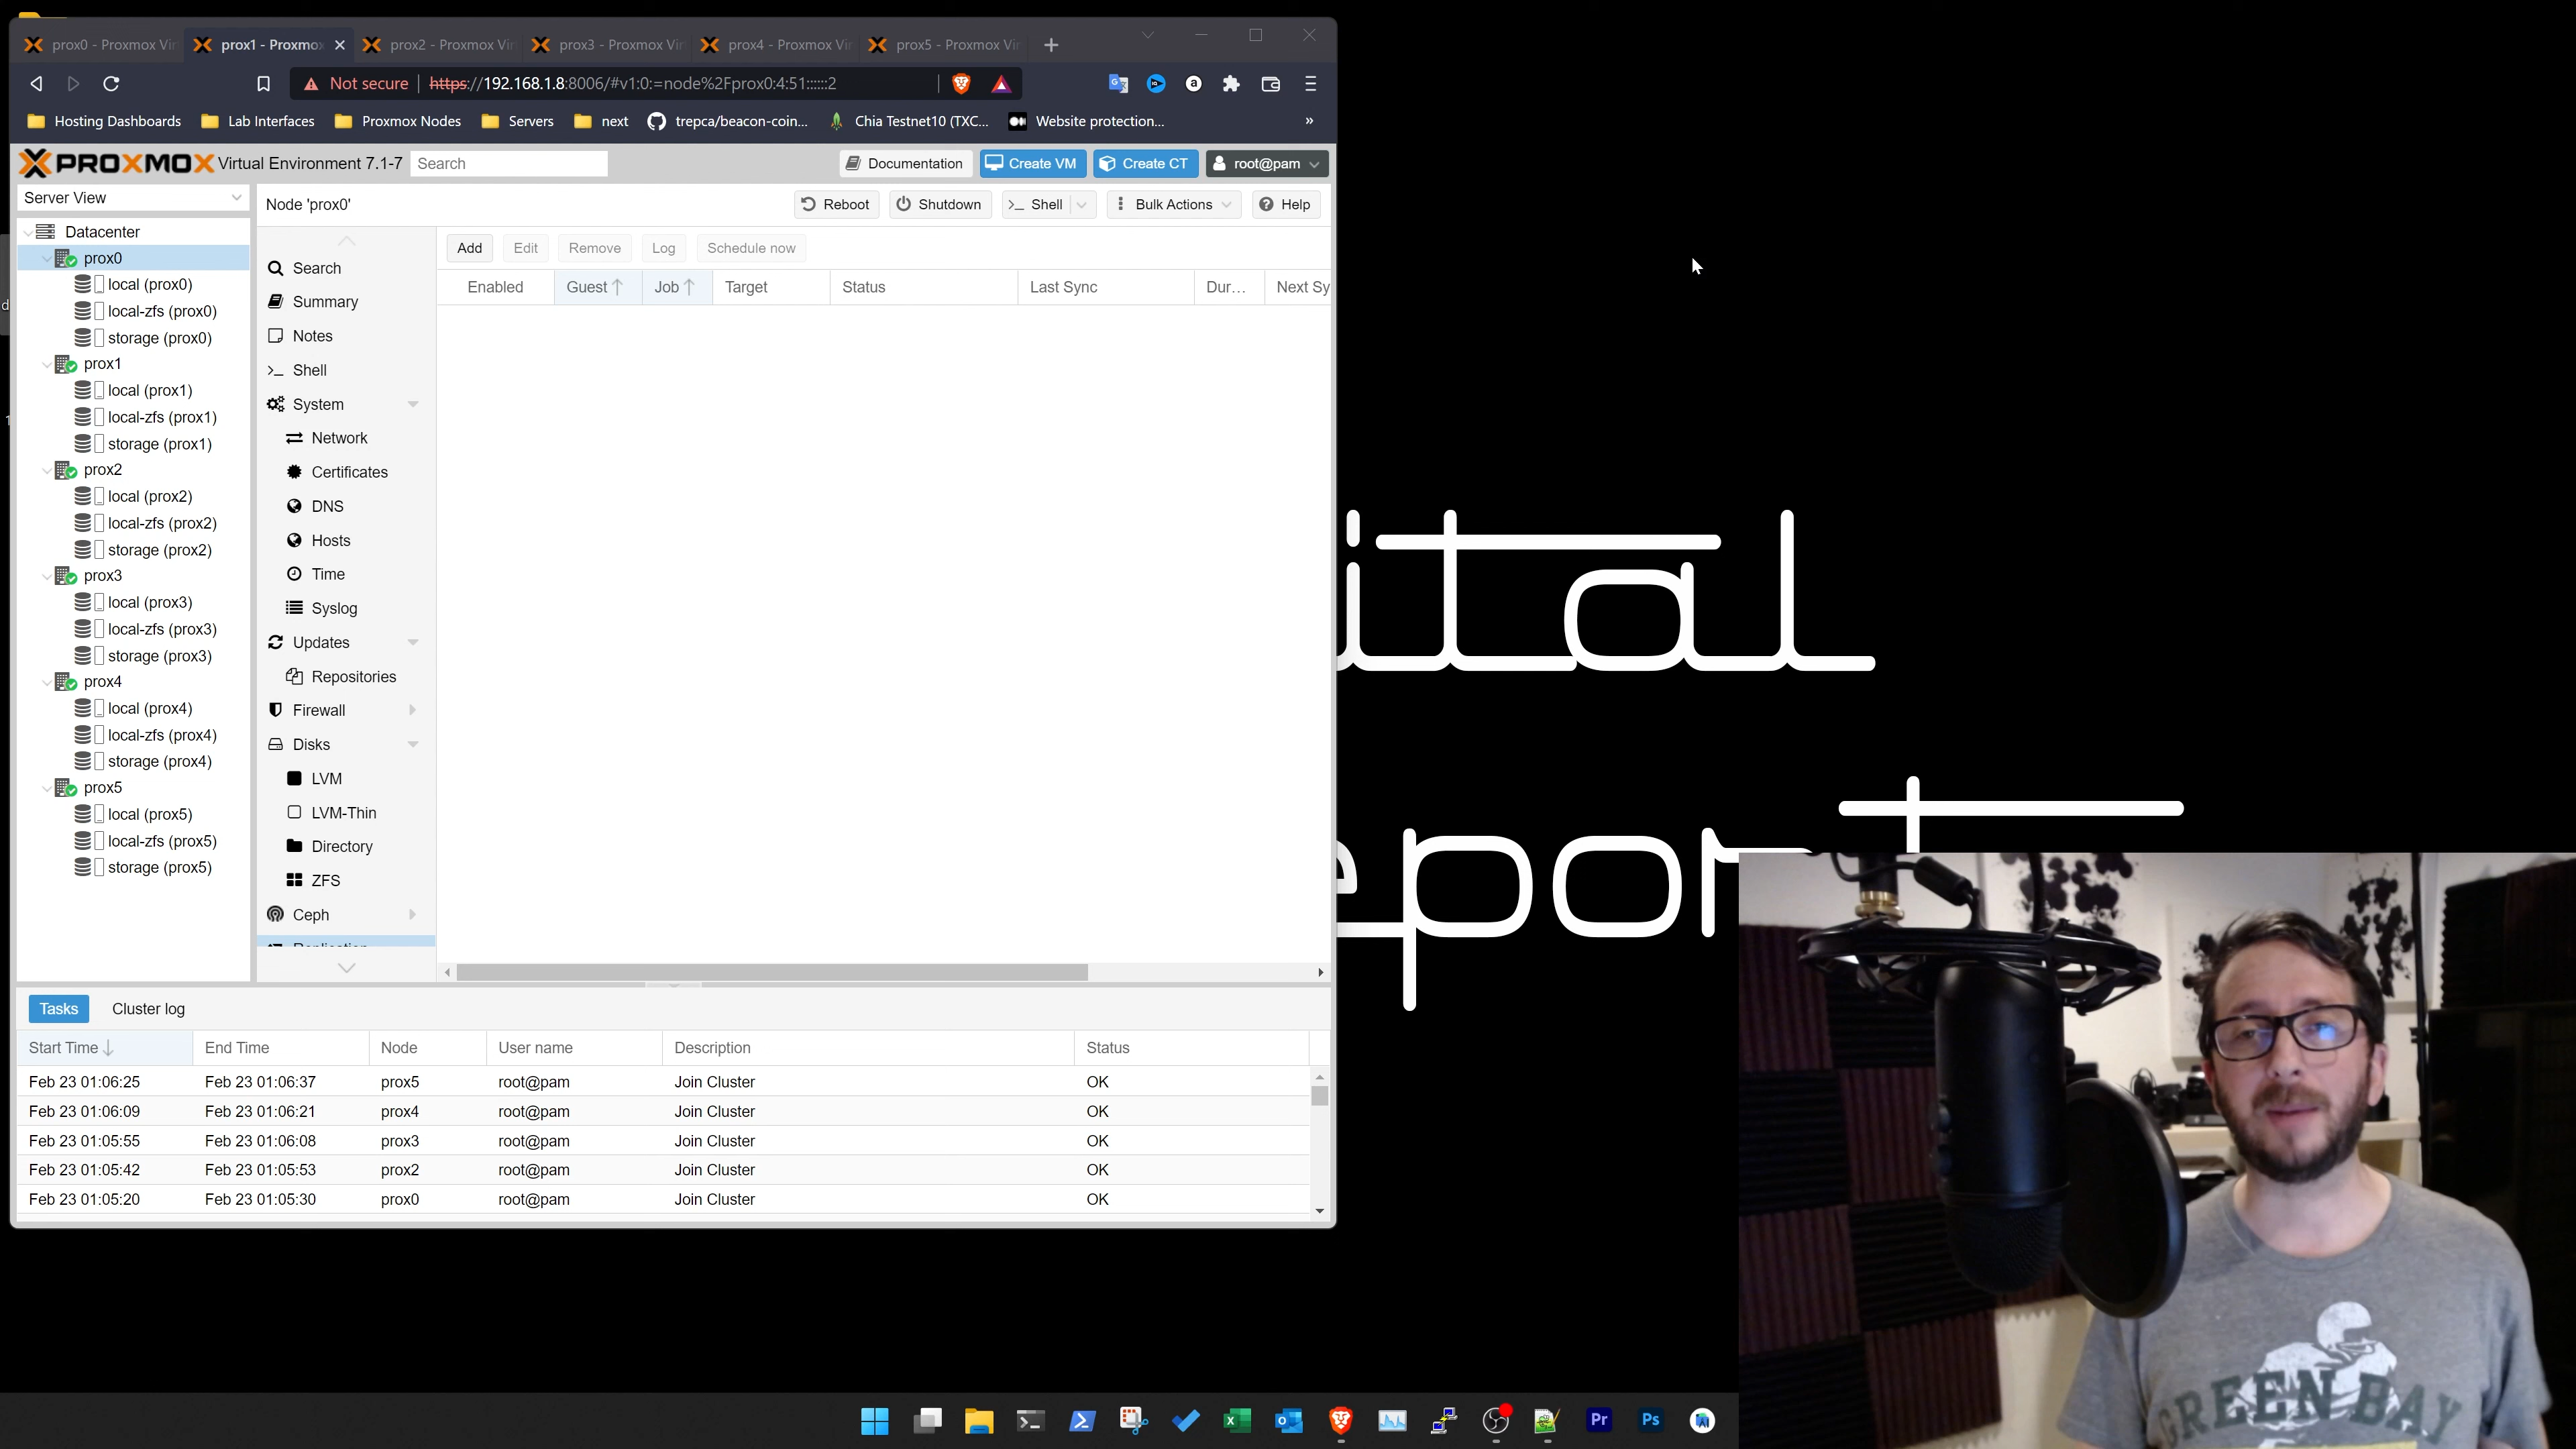 prox0 - Proxmox Vir
prox1 - Proxmo
prox2 - Proxmox Vir
prox3 - Proxmox Vir
prox4 - Proxmox Vir
prox5 - Proxmox Vir
Not secure
https://192.168.1.8:8006/#v1:0:=node%2Fprox0:4:51::::::2
Hosting Dashboards
Lab Interfaces
Proxmox Nodes
Servers
next
trepca/beacon-coin...
Chia Testnet10 (TXC...
Website protection...
»
PROXMOX Virtual Environment 7.1-7
Search
Documentation
Create VM
Create CT
root@pam
Server View
Node 'prox0'
Reboot
Shutdown
Shell
Bulk Actions
Help
Datacenter
prox0
local (prox0)
local-zfs (prox0)
storage (prox0)
prox1
local (prox1)
local-zfs (prox1)
storage (prox1)
prox2
local (prox2)
local-zfs (prox2)
storage (prox2)
prox3
local (prox3)
local-zfs (prox3)
storage (prox3)
prox4
local (prox4)
local-zfs (prox4)
storage (prox4)
prox5
local (prox5)
local-zfs (prox5)
storage (prox5)
Search
Summary
Notes
Shell
System
Network
Certificates
DNS
Hosts
Time
Syslog
Updates
Repositories
Firewall
Disks
LVM
LVM-Thin
Directory
ZFS
Ceph
Replication
Add
Edit
Remove
Log
Schedule now
Enabled
Guest
Job
Target
Status
Last Sync
Dur...
Next Sy
Tasks
Cluster log
Start Time
End Time
Node
User name
Description
Status
Feb 23 01:06:25 Feb 23 01:06:37 prox5 root@pam Join Cluster OK
Feb 23 01:06:09 Feb 23 01:06:21 prox4 root@pam Join Cluster OK
Feb 23 01:05:55 Feb 23 01:06:08 prox3 root@pam Join Cluster OK
Feb 23 01:05:42 Feb 23 01:05:53 prox2 root@pam Join Cluster OK
Feb 23 01:05:20 Feb 23 01:05:30 prox0 root@pam Join Cluster OK
ital
eport
GREEN BAY
Pr
Ps